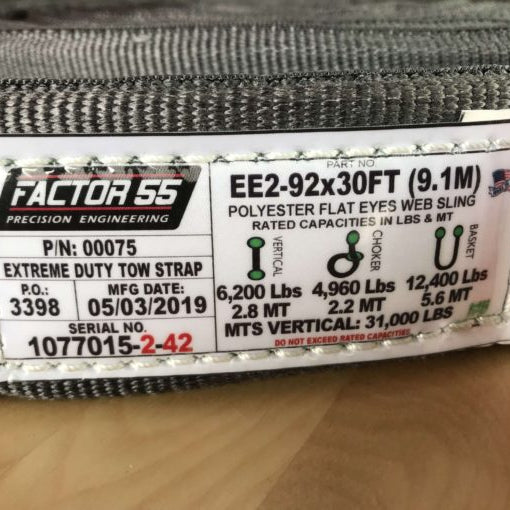 FACTOR 55
PRECISION ENGINEERING
P/N: 00075
EXTREME DUTY TOW STRAP
P.O.:
3398
MFG DATE:
05/03/2019
SERIAL NO.
1077015-2-42
PART NO.
EE2-92x30FT (9.1M)
POLYESTER FLAT EYES WEB SLING
RATED CAPACITIES IN LBS & MT
VERTICAL
CHOKER
BASKET
6,200 Lbs
4,960 Lbs
12,400 Lbs
2.8 MT
2.2 MT
5.6 MT
MTS VERTICAL: 31,000 LBS
DO NOT EXCEED RATED CAPACITIES